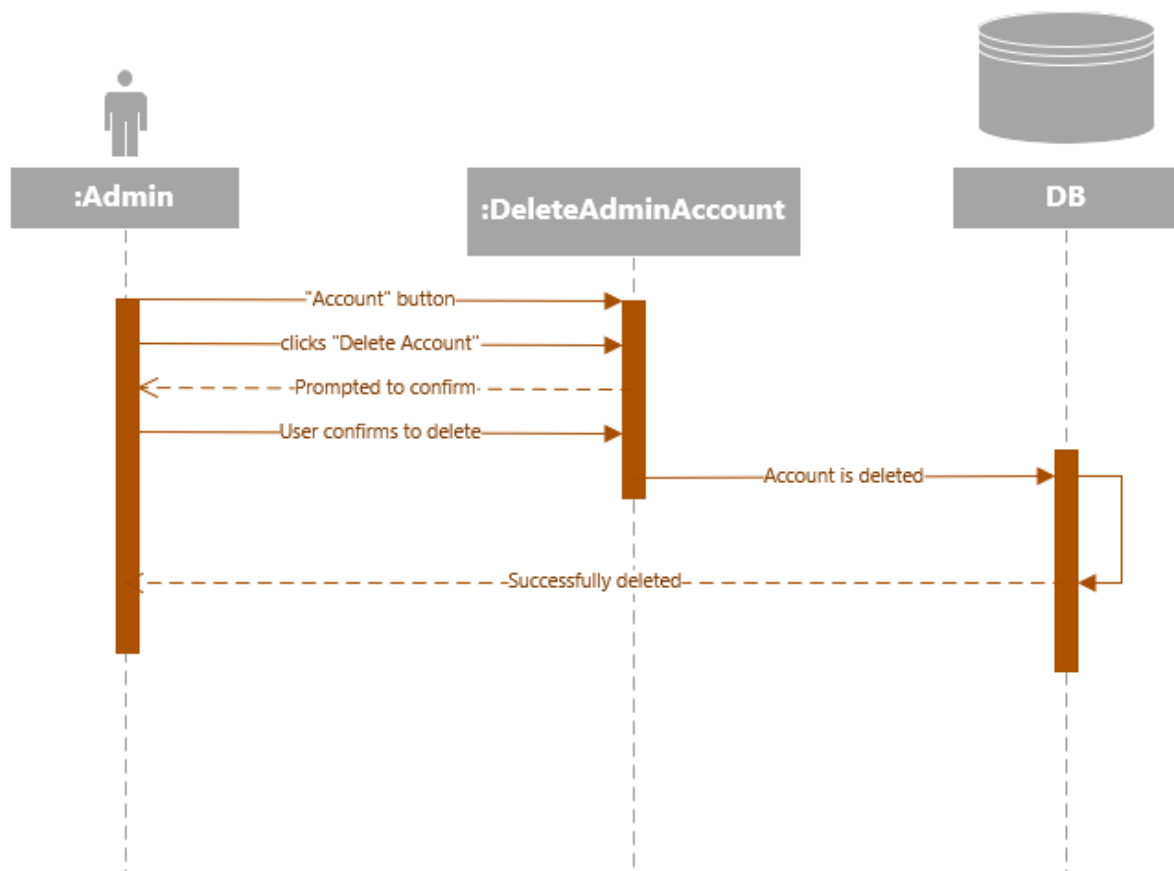 :Admin
:DeleteAdminAccount
DB
"Account" button
clicks "Delete Account"
Prompted to confirm
User confirms to delete
Account is deleted
Successfully deleted